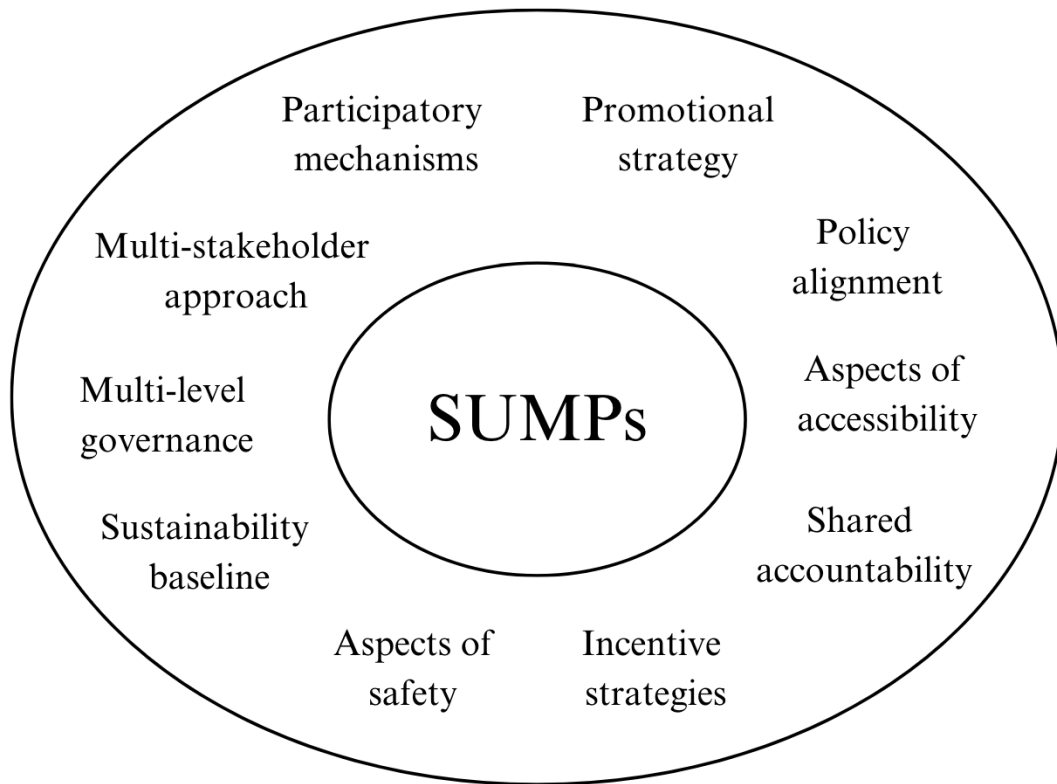 Participatory
mechanisms
Promotional
strategy
Multi-stakeholder
approach
Policy
alignment
Multi-level
governance
SUMPs
Aspects of
accessibility
Sustainability
baseline
Shared
accountability
Aspects of
safety
Incentive
strategies